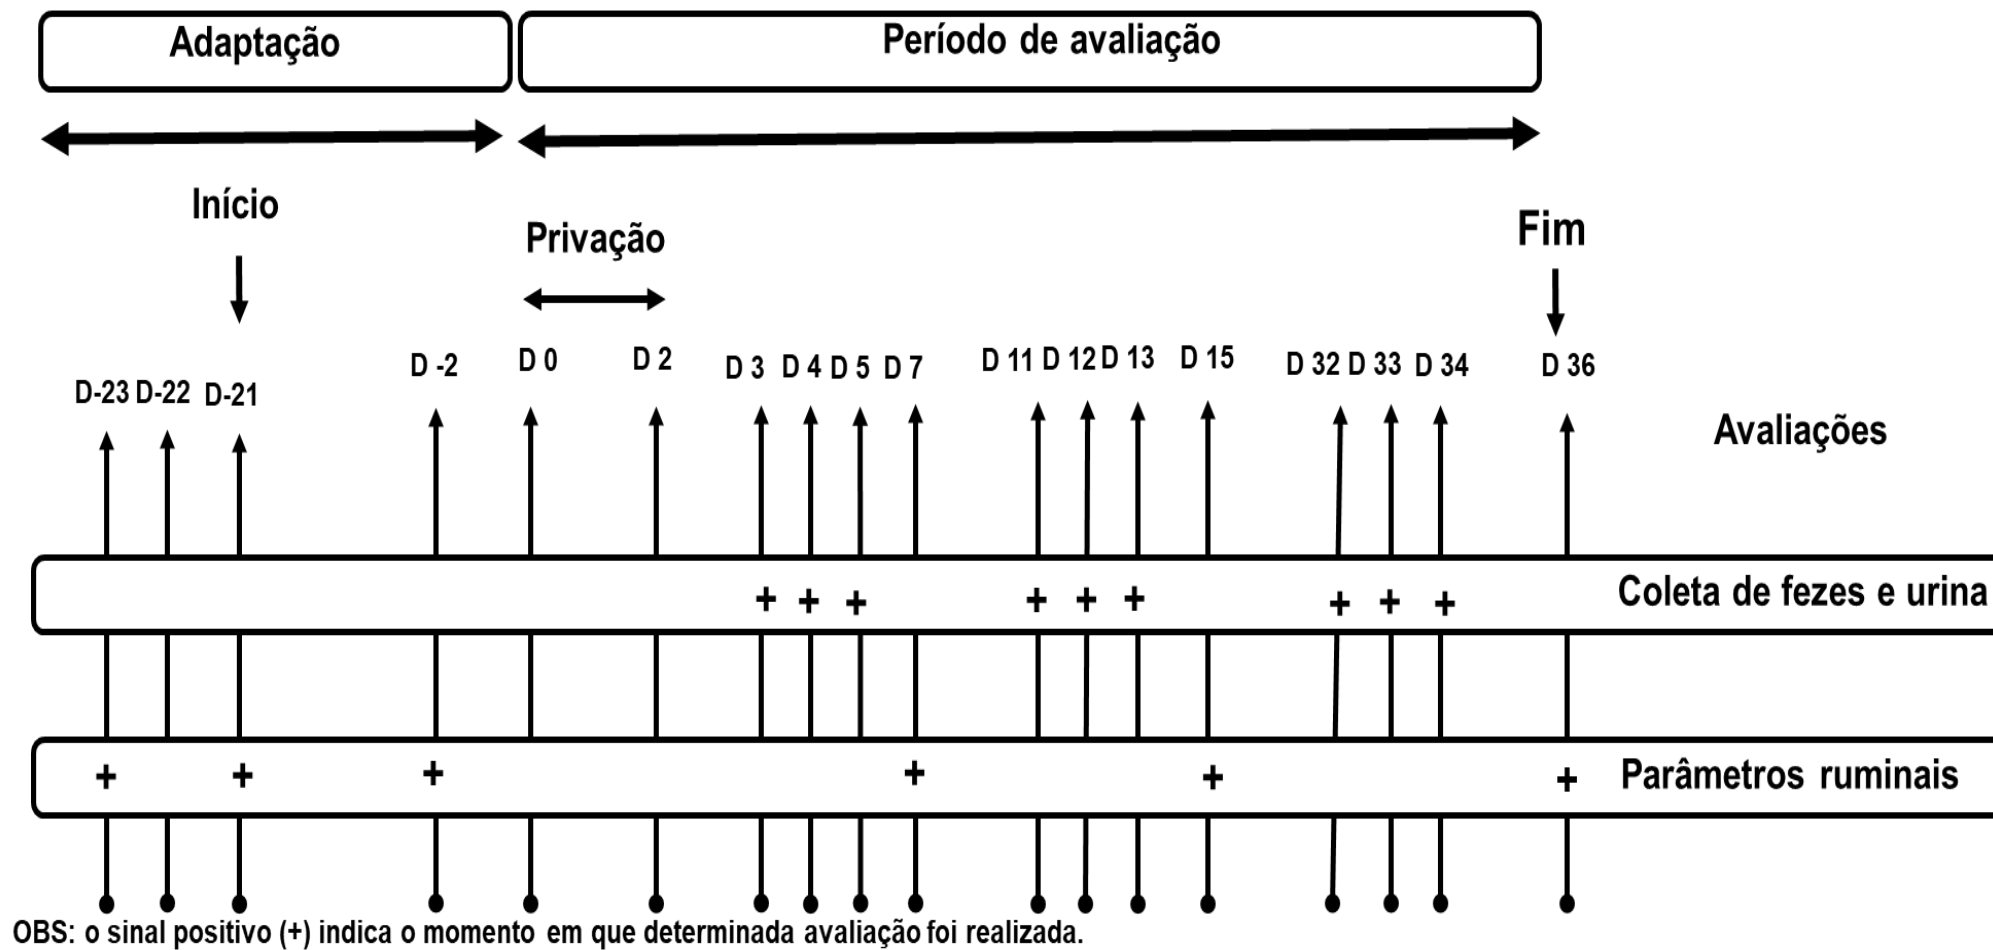 Adaptação
Período de avaliação
Início
Privação
Fim
D-23 D-22 D-21 D -2 D 0 D 2 D 3 D 4 D 5 D 7 D 11 D 12 D 13 D 15 D 32 D 33 D 34 D 36
Avaliações
+ + + + + + + + + Coleta de fezes e urina
+ + + + + + Parâmetros ruminais
OBS: o sinal positivo (+) indica o momento em que determinada avaliação foi realizada.